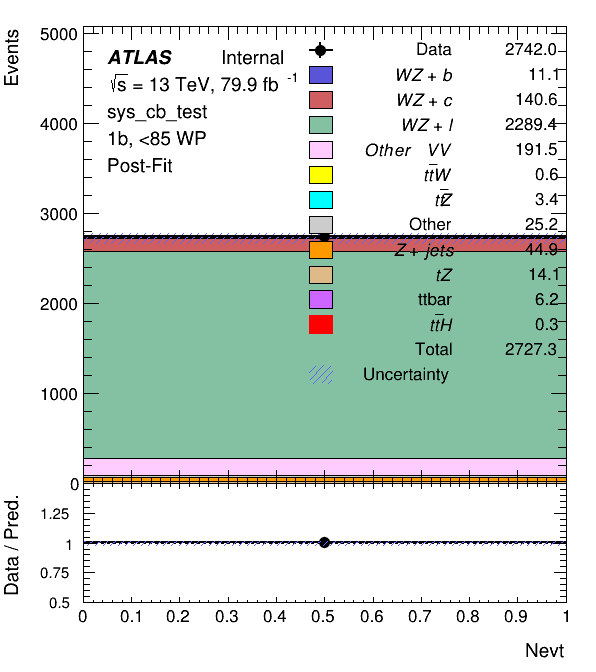 Events
5000
4000
3000
2000
1000
0
ATLAS Internal
√s = 13 TeV, 79.9 fb⁻¹
sys_cb_test
1b, <85 WP
Post-Fit
Data 2742.0
WZ + b 11.1
WZ + c 140.6
WZ + l 2289.4
Other VV 191.5
tt̅W 0.6
tt̅Z 3.4
Other 25.2
Z + jets 44.9
tZ 14.1
ttbar 6.2
tt̅H 0.3
Total 2727.3
Uncertainty
Data / Pred.
1.25
1
0.75
0.5
0 0.1 0.2 0.3 0.4 0.5 0.6 0.7 0.8 0.9 1
Nevt